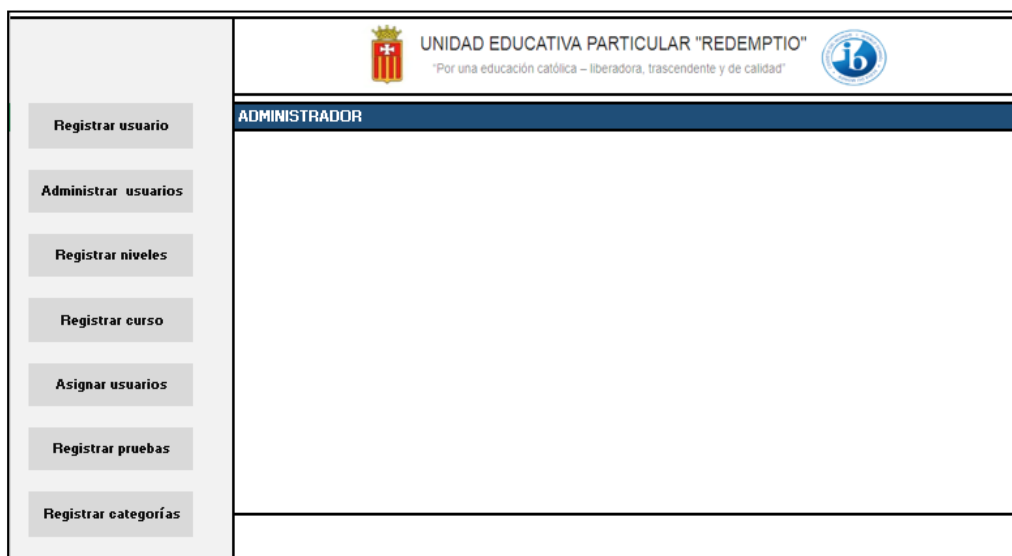 UNIDAD EDUCATIVA PARTICULAR "REDEMPTIO"
"Por una educación católica – liberadora, trascendente y de calidad"
ADMINISTRADOR
Registrar usuario
Administrar usuarios
Registrar niveles
Registrar curso
Asignar usuarios
Registrar pruebas
Registrar categorías
ib